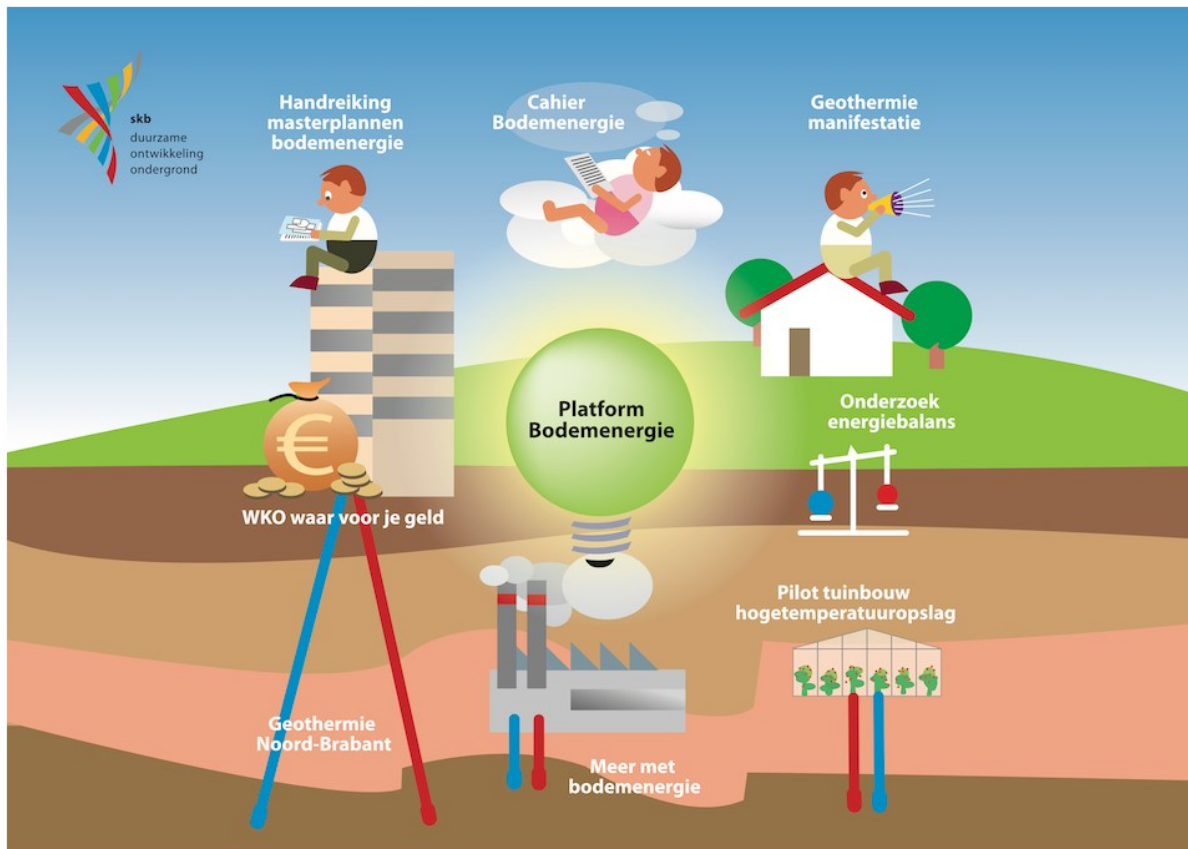 skb
duurzame
ontwikkeling
ondergrond
Handreiking
masterplannen
bodemenergie
Cahier
Bodemenergie
Geothermie
manifestatie
Platform
Bodemenergie
Onderzoek
energiebalans
€
WKO waar voor je geld
Pilot tuinbouw
hogetemperatuuropslag
Geothermie
Noord-Brabant
Meer met
bodemenergie